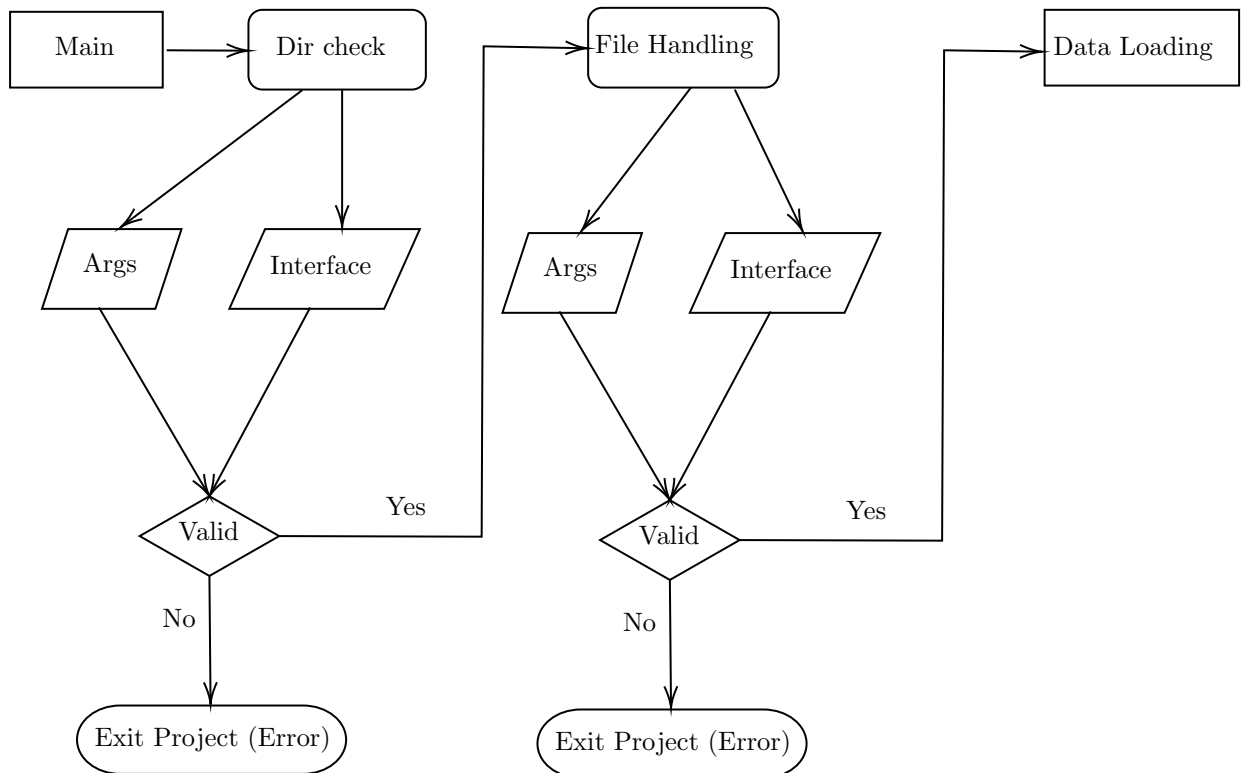 Main
Dir check
File Handling
Data Loading
Args
Interface
Args
Interface
Yes
Yes
Valid
Valid
No
No
Exit Project (Error)
Exit Project (Error)